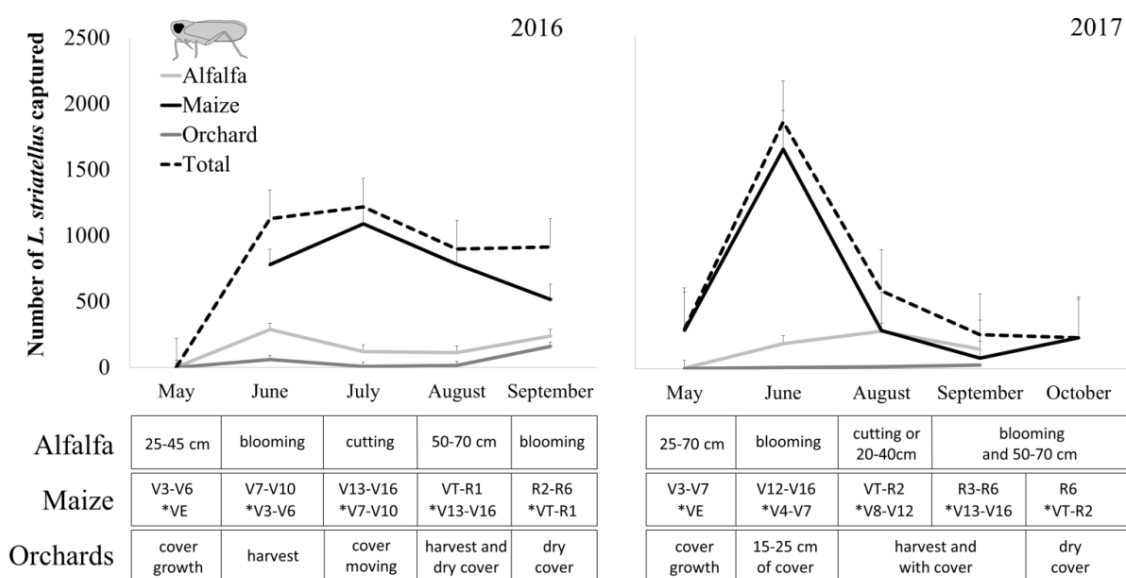 2016
2017
Number of L. striatellus captured
2500
2000
1500
1000
500
0
Alfalfa
Maize
Orchard
Total
May June July August September
May June August September October
Alfalfa
25-45 cm
blooming
cutting
50-70 cm
blooming
25-70 cm
blooming
cutting or
20-40cm
blooming
and 50-70 cm
Maize
V3-V6
*VE
V7-V10
*V3-V6
V13-V16
*V7-V10
VT-R1
*V13-V16
R2-R6
*VT-R1
V3-V7
*VE
V12-V16
*V4-V7
VT-R2
*V8-V12
R3-R6
*V13-V16
R6
*VT-R2
Orchards
cover
growth
harvest
cover
moving
harvest and
dry cover
dry
cover
cover
growth
15-25 cm
of cover
harvest and
with cover
dry
cover